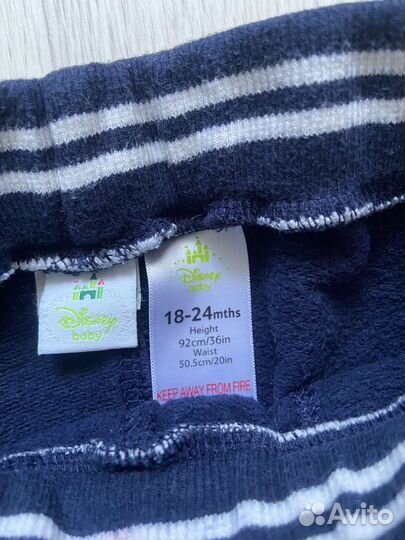 Disney
baby
Disney
baby
18-24mths
Height
92cm/36in
Waist
50.5cm/20in
KEEP AWAY FROM FIRE
Avito